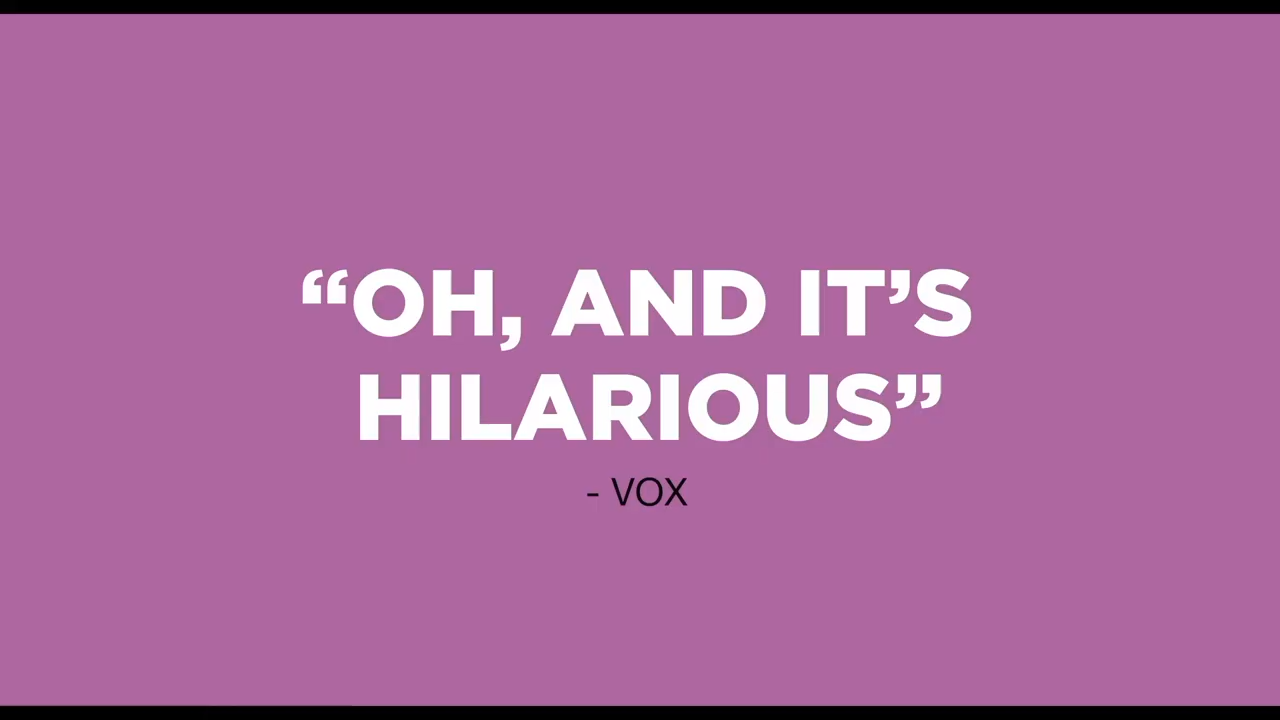 “OH, AND IT’S
HILARIOUS”
- VOX